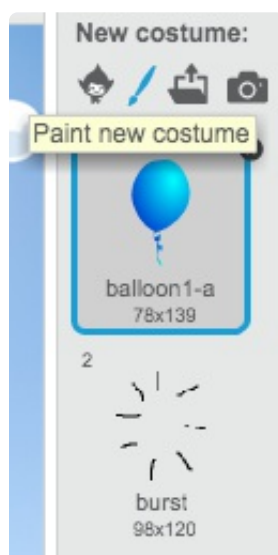 New costume:
Paint new costume
balloon1-a
78x139
2
burst
98x120